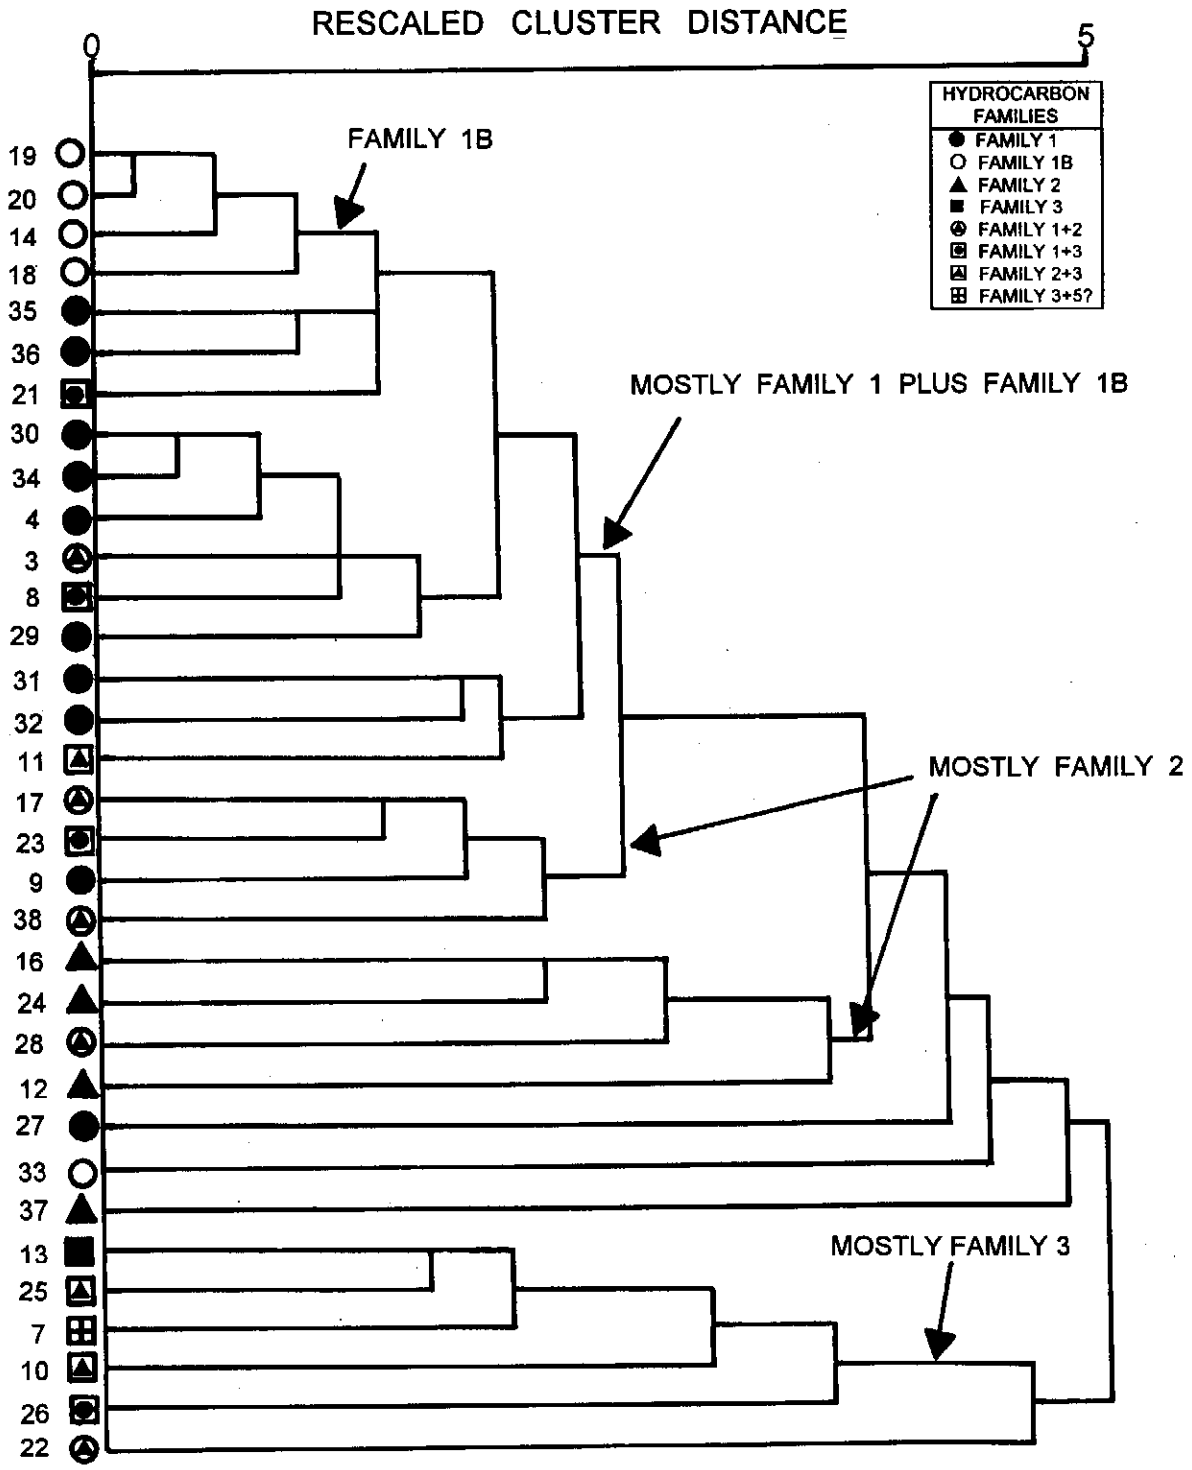 RESCALED CLUSTER DISTANCE
0
5
HYDROCARBON
FAMILIES
FAMILY 1
FAMILY 1B
FAMILY 2
FAMILY 3
FAMILY 1+2
FAMILY 1+3
FAMILY 2+3
FAMILY 3+5?
FAMILY 1B
19
20
14
18
35
36
21
MOSTLY FAMILY 1 PLUS FAMILY 1B
30
34
4
3
8
29
31
32
11
MOSTLY FAMILY 2
17
23
9
38
16
24
28
12
27
33
37
13
MOSTLY FAMILY 3
25
7
10
26
22